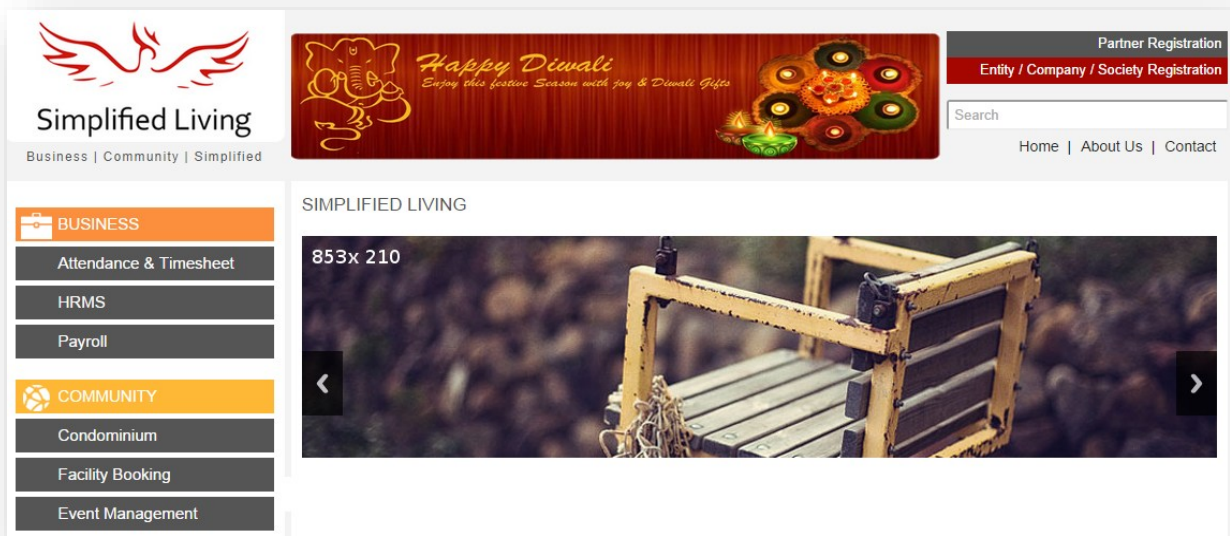 Simplified Living
Business | Community | Simplified
Happy Diwali
Enjoy this festive Season with joy & Diwali Gifts
Partner Registration
Entity / Company / Society Registration
Search
Home | About Us | Contact
BUSINESS
Attendance & Timesheet
HRMS
Payroll
COMMUNITY
Condominium
Facility Booking
Event Management
SIMPLIFIED LIVING
853x 210